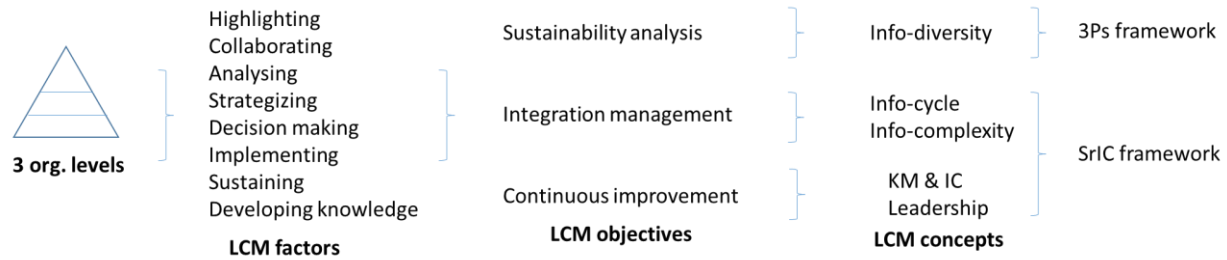 3 org. levels
Highlighting
Collaborating
Analysing
Strategizing
Decision making
Implementing
Sustaining
Developing knowledge
LCM factors
Sustainability analysis
Integration management
Continuous improvement
LCM objectives
Info-diversity
Info-cycle
Info-complexity
KM & IC
Leadership
LCM concepts
3Ps framework
SrIC framework